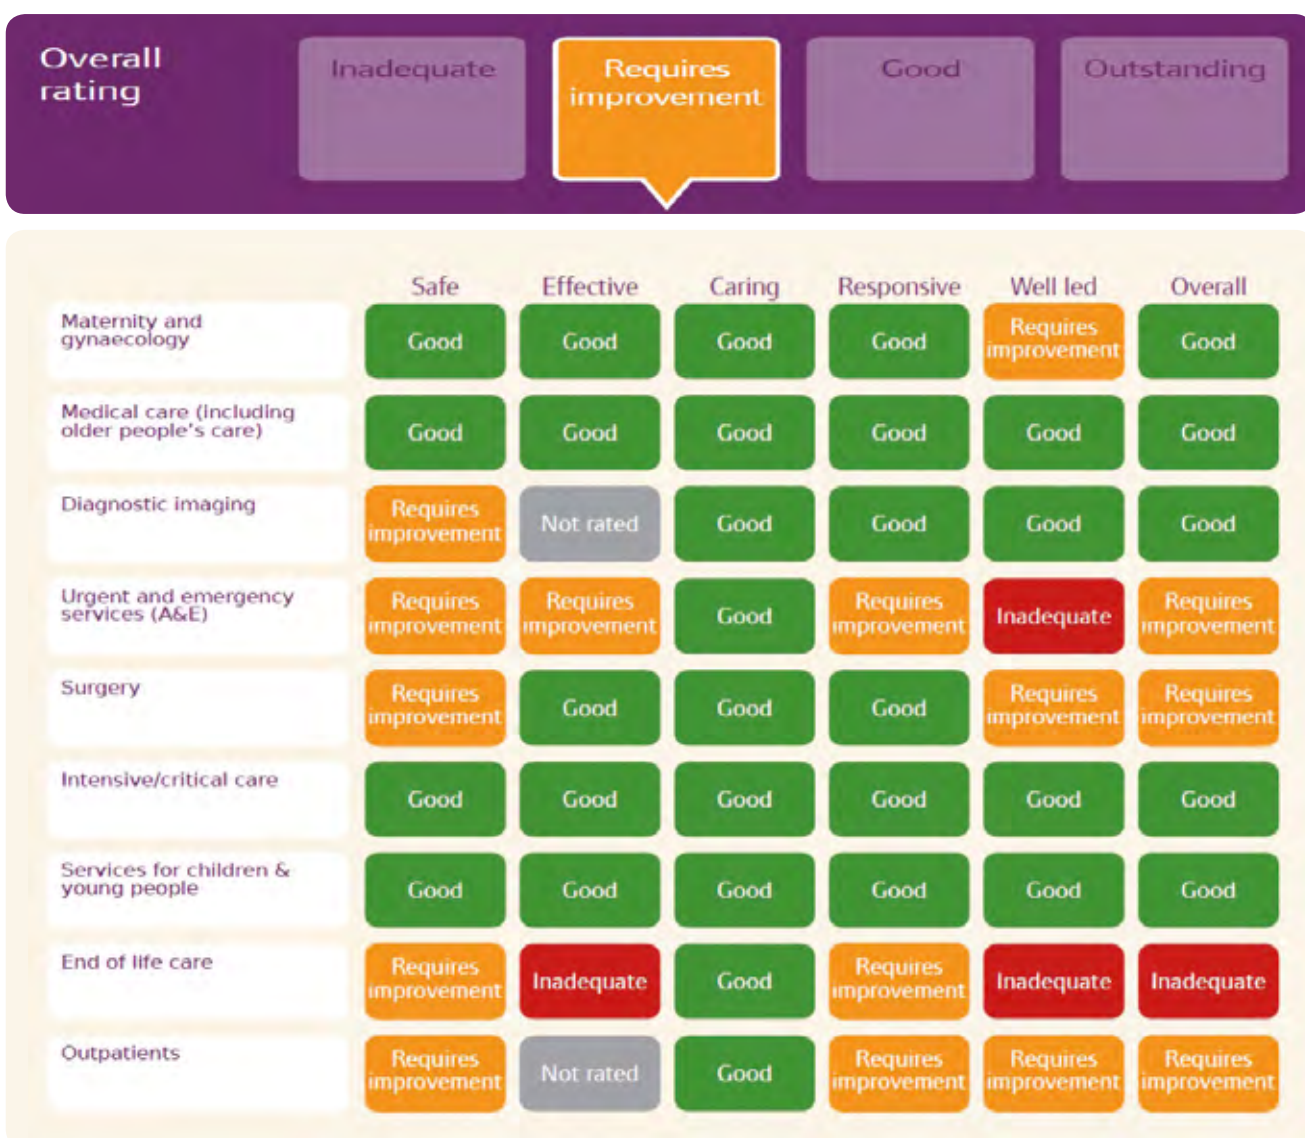 Overall
rating
Inadequate
Requires
improvement
Good
Outstanding
Safe Effective Caring Responsive Well led Overall
Maternity and
gynaecology
Good Good Good Good Requires
improvement Good
Medical care (including
older people's care)
Good Good Good Good Good Good
Diagnostic imaging
Requires
improvement Not rated Good Good Good Good
Urgent and emergency
services (A&E)
Requires
improvement Requires
improvement Good Requires
improvement Inadequate Requires
improvement
Surgery
Requires
improvement Good Good Good Requires
improvement Requires
improvement
Intensive/critical care
Good Good Good Good Good Good
Services for children &
young people
Good Good Good Good Good Good
End of life care
Requires
improvement Inadequate Good Requires
improvement Inadequate Inadequate
Outpatients
Requires
improvement Not rated Good Requires
improvement Requires
improvement Requires
improvement